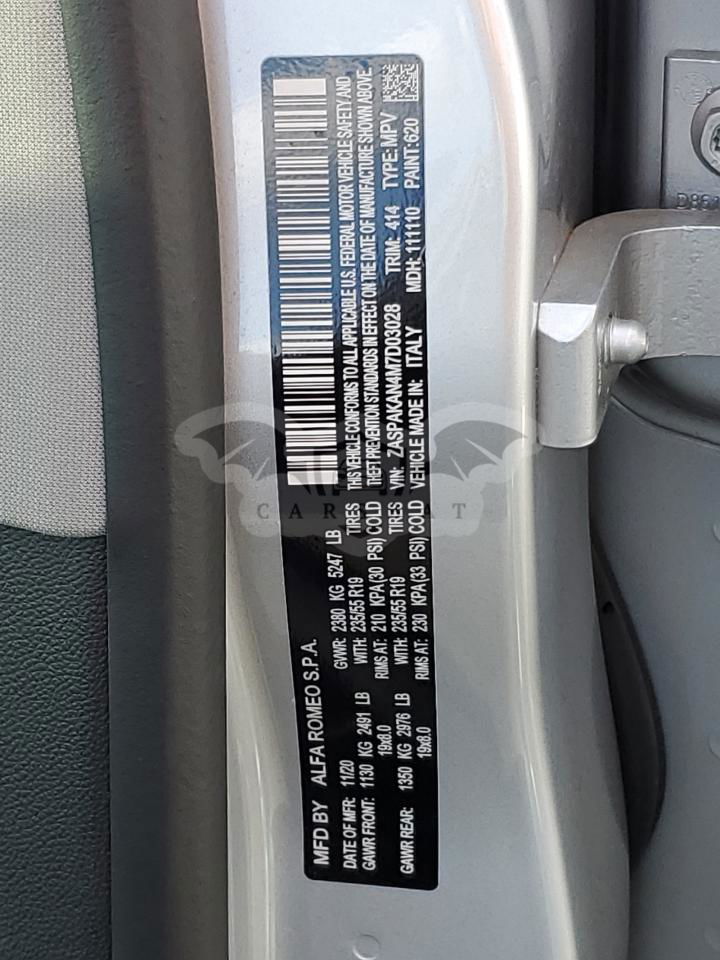 MFD BY ALFA ROMEO S.P.A.
DATE OF MFR: 11/20 GVWR: 2380 KG 5247 LB
GAWR FRONT: 1130 KG 2491 LB WITH: 235/55 R19 TIRES
19x8.0 RIMS AT: 210 KPA(30 PSI) COLD
GAWR REAR: 1350 KG 2976 LB WITH: 235/55 R19 TIRES
19x8.0 RIMS AT: 230 KPA(33 PSI) COLD
THIS VEHICLE CONFORMS TO ALL APPLICABLE U.S. FEDERAL MOTOR VEHICLE SAFETY AND
THEFT PREVENTION STANDARDS IN EFFECT ON THE DATE OF MANUFACTURE SHOWN ABOVE.
VIN: ZASPAKAN4M7D03028 TRIM: 414 TYPE: MPV
VEHICLE MADE IN: ITALY MDH: 111110 PAINT: 620